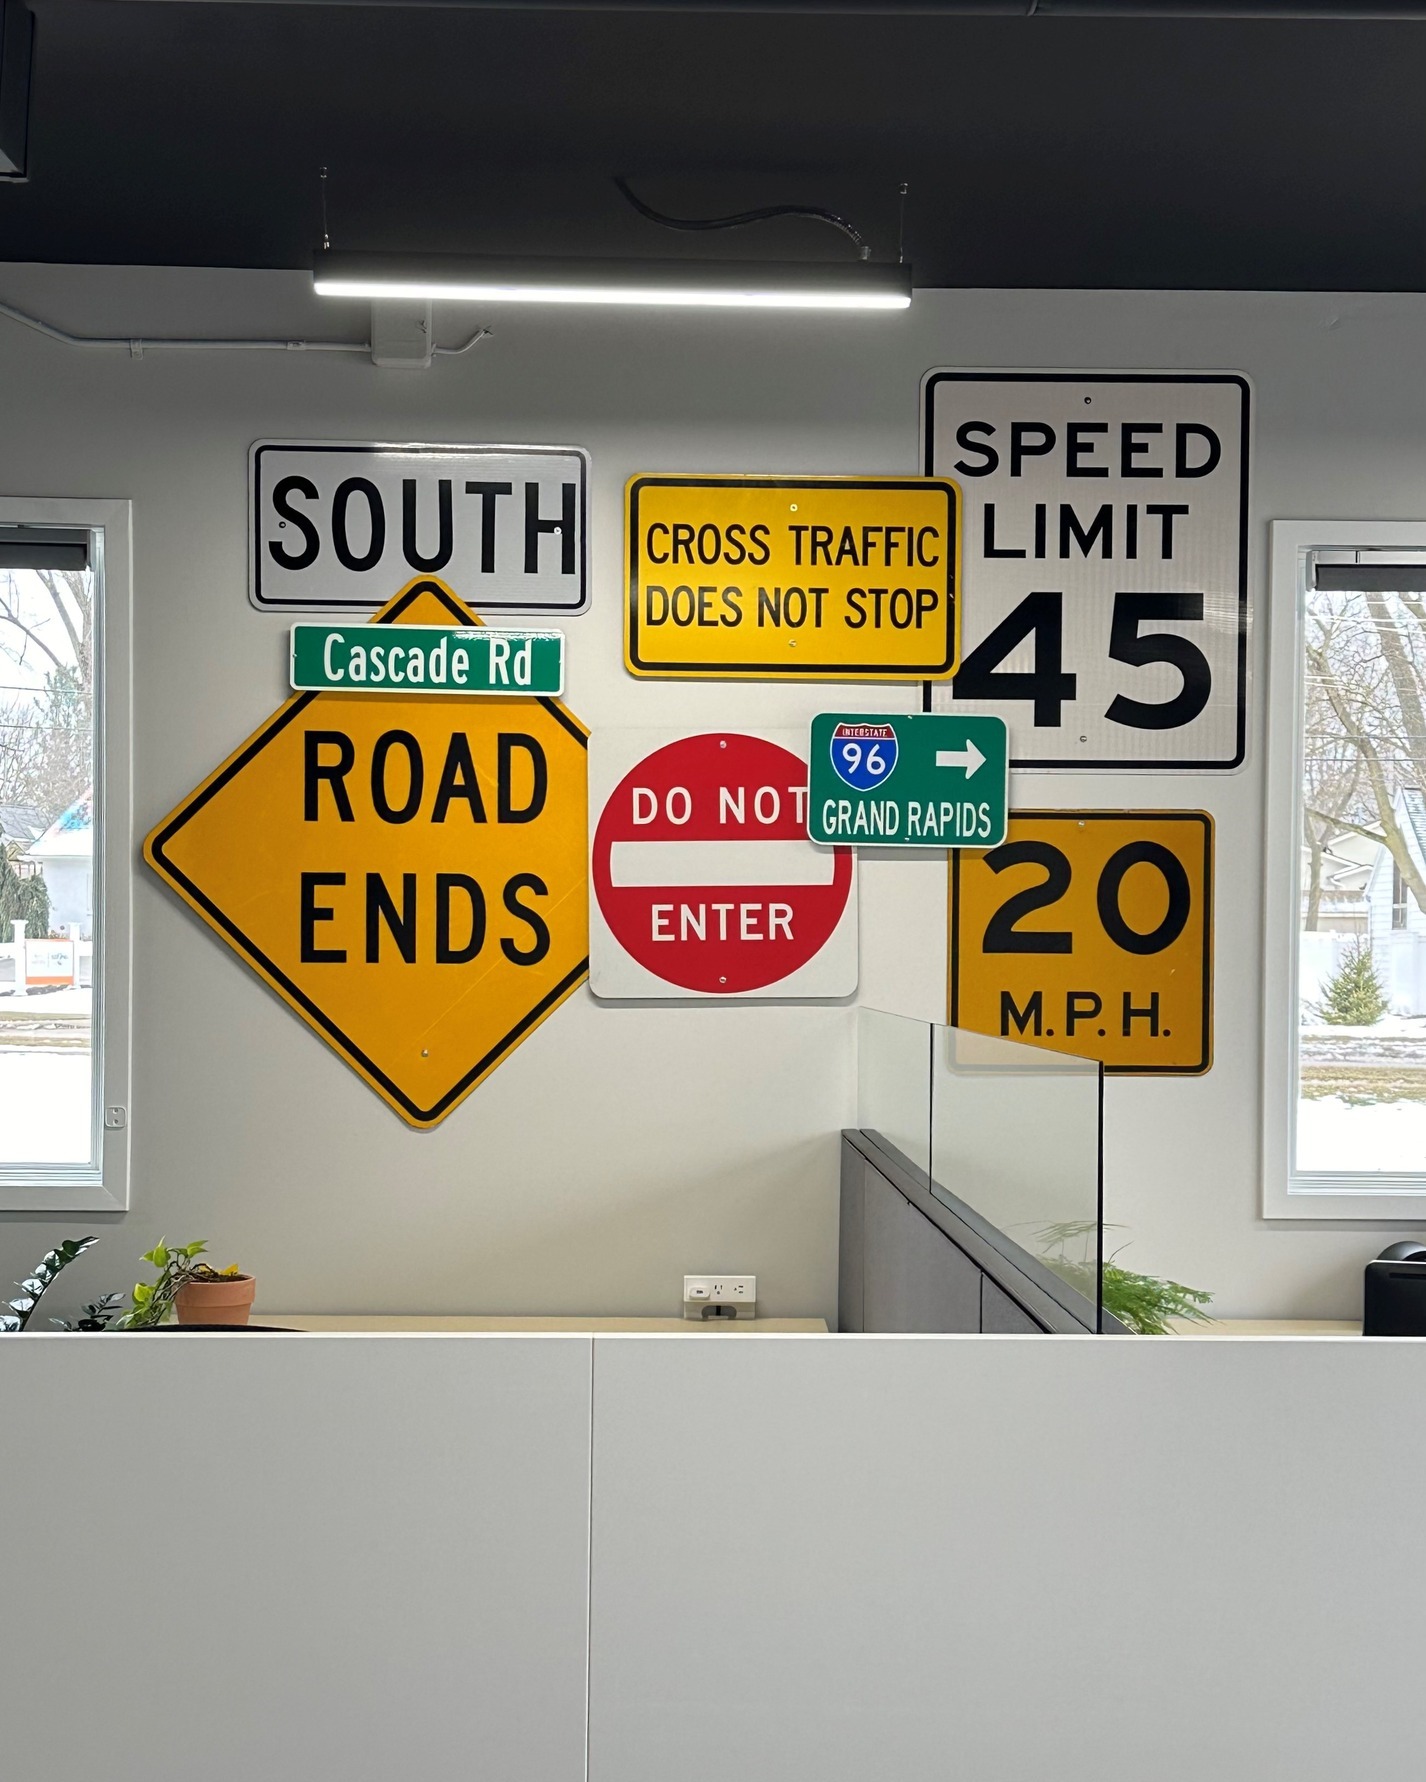 SOUTH
Cascade Rd
ROAD
ENDS
CROSS TRAFFIC
DOES NOT STOP
DO NOT
ENTER
INTERSTATE
96
GRAND RAPIDS
SPEED
LIMIT
45
20
M.P.H.